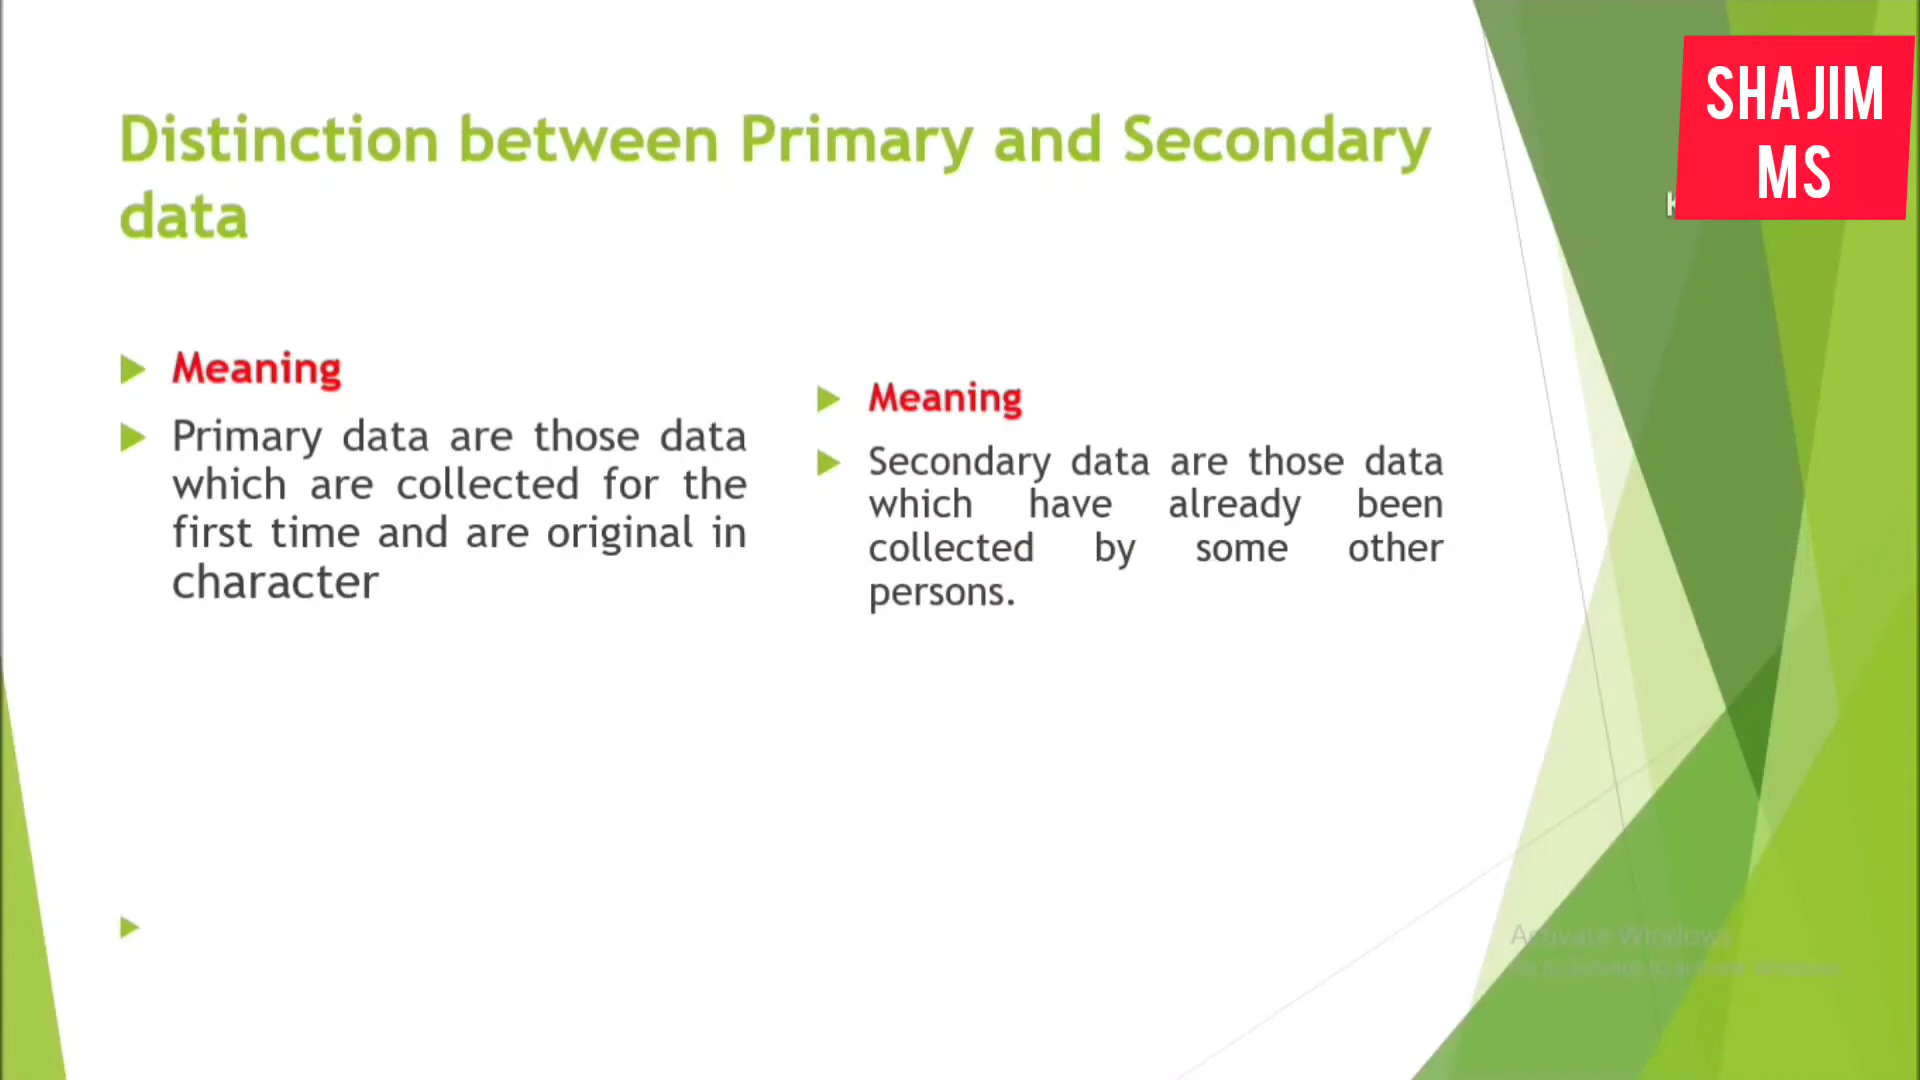 Distinction between Primary and Secondary
data
SHAJIM
MS
Meaning
Primary data are those data
which are collected for the
first time and are original in
character
Meaning
Secondary data are those data
which have already been
collected by some other
persons.
Activate Windows